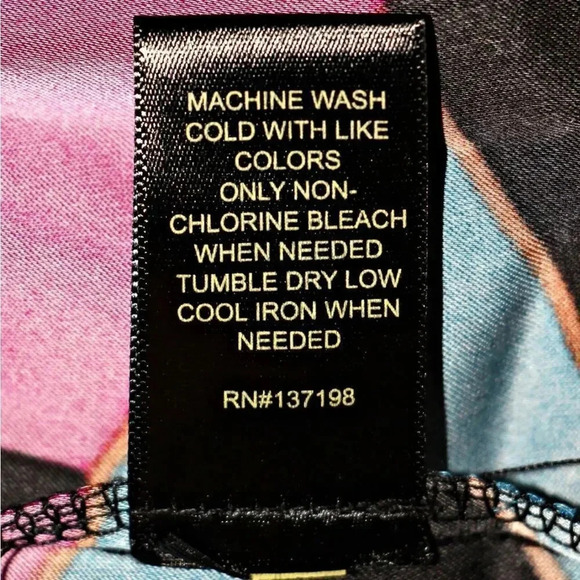 MACHINE WASH
COLD WITH LIKE
COLORS
ONLY NON-
CHLORINE BLEACH
WHEN NEEDED
TUMBLE DRY LOW
COOL IRON WHEN
NEEDED
RN#137198